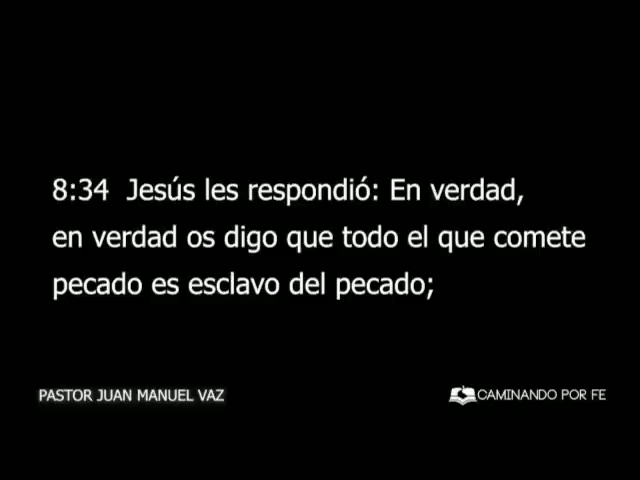 8:34 Jesús les respondió: En verdad,
en verdad os digo que todo el que comete
pecado es esclavo del pecado;
PASTOR JUAN MANUEL VAZ
CAMINANDO POR FE